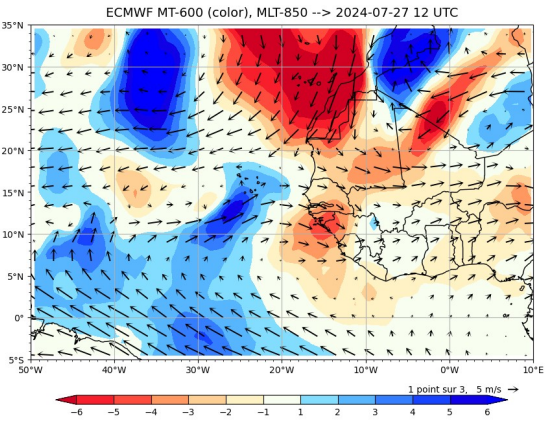 ECMWF MT-600 (color), MLT-850 --> 2024-07-27 12 UTC
35°N
30°N
25°N
20°N
15°N
10°N
5°N
0°
5°S
50°W 40°W 30°W 20°W 10°W 0°W 10°E
1 point sur 3, 5 m/s
−6 −5 −4 −3 −2 −1 1 2 3 4 5 6